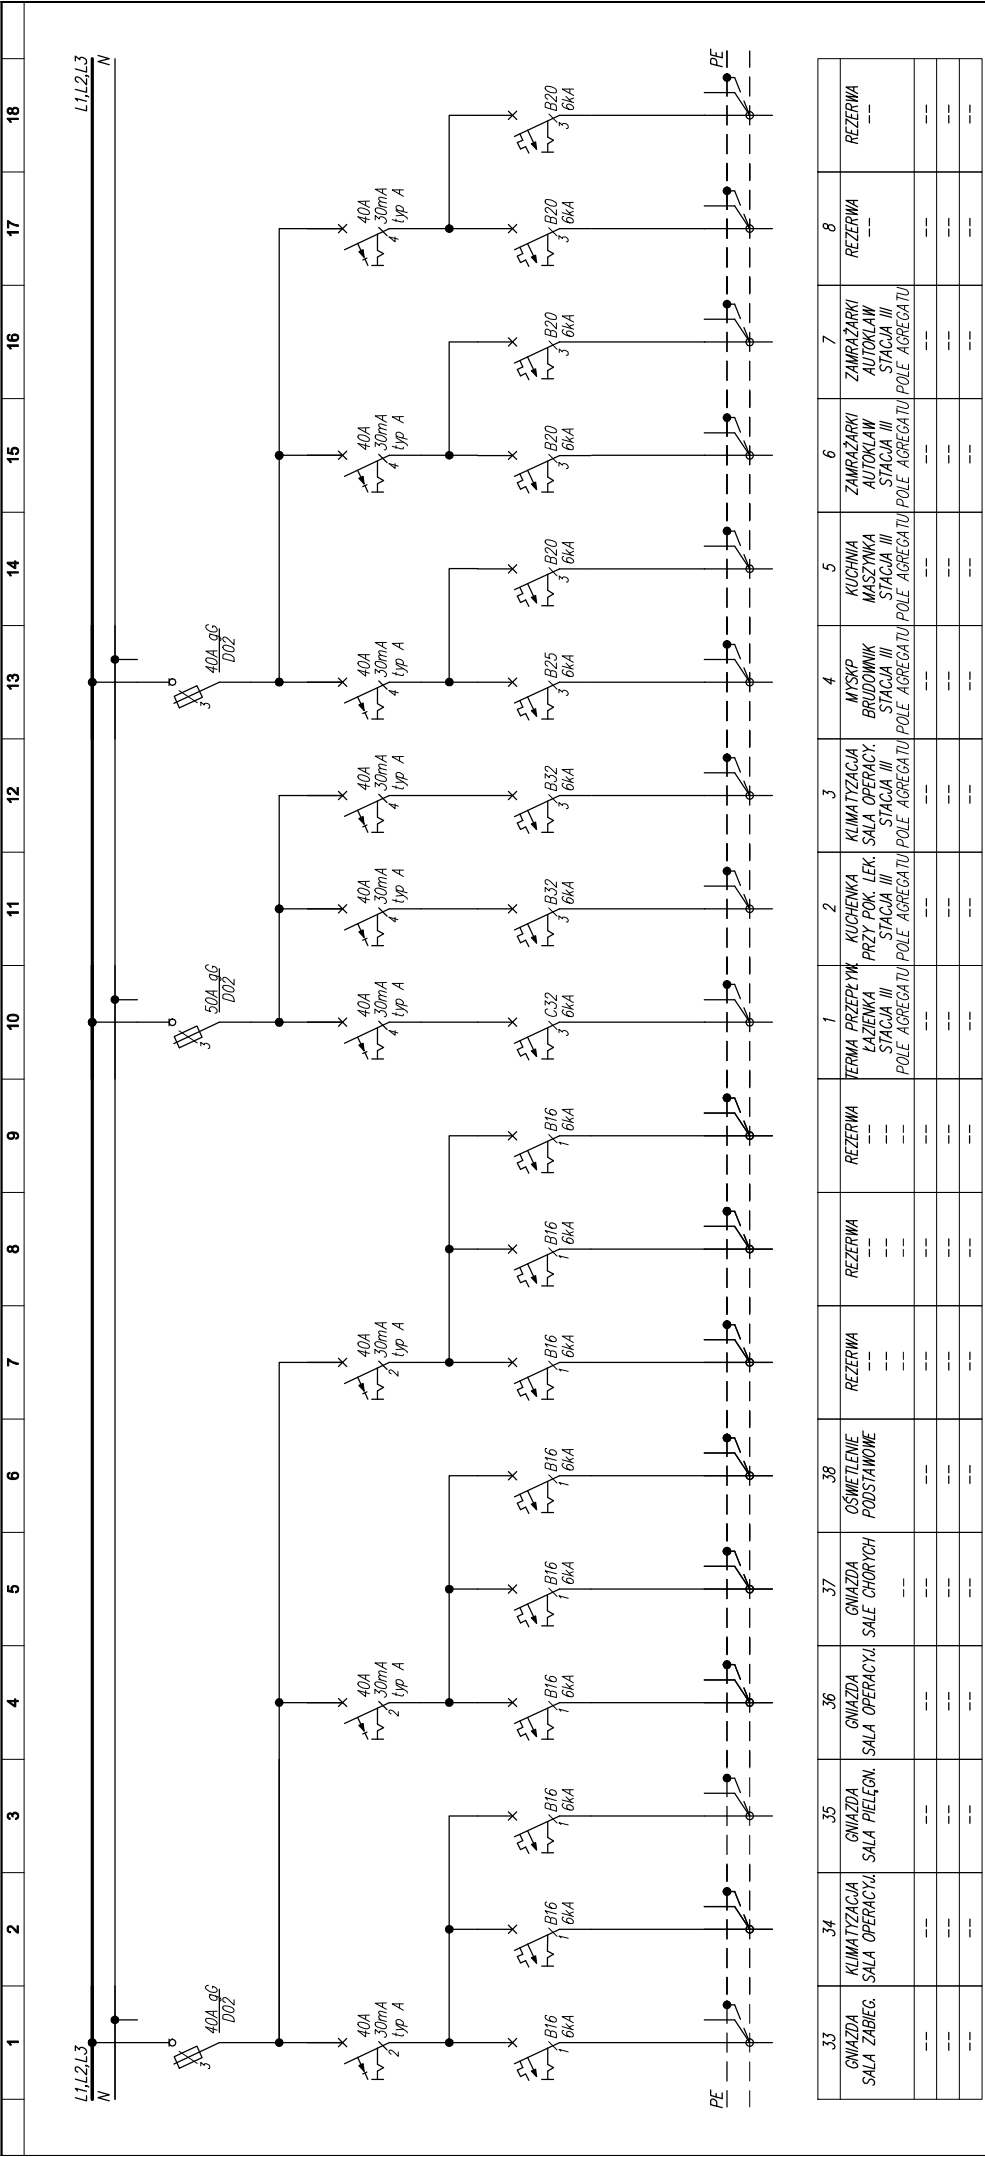 1 2 3 4 5 6 7 8 9 10 11 12 13 14 15 16 17 18
L1,L2,L3
N
L1,L2,L3
N
3
40A gG
D02
3
50A gG
D02
3
40A gG
D02
40A
30mA
typ A
2
40A
30mA
typ A
2
40A
30mA
typ A
2
40A
30mA
typ A
4
40A
30mA
typ A
4
40A
30mA
typ A
4
40A
30mA
typ A
4
40A
30mA
typ A
4
40A
30mA
typ A
4
B16
6kA
1
B16
6kA
1
B16
6kA
1
B16
6kA
1
B16
6kA
1
B16
6kA
1
B16
6kA
1
B16
6kA
1
B16
6kA
1
C32
6kA
3
B32
6kA
3
B32
6kA
3
B25
6kA
3
B20
6kA
3
B20
6kA
3
B20
6kA
3
B20
6kA
3
B20
6kA
3
PE
PE
33
GNIAZDA
SALA ZABIEG.
--
--
--
34
KLIMATYZACJA
SALA OPERACYJ.
--
--
--
35
GNIAZDA
SALA PIELĘGN.
--
--
--
36
GNIAZDA
SALA OPERACYJ.
--
--
--
37
GNIAZDA
SALE CHORYCH
--
--
--
--
38
OŚWIETLENIE
PODSTAWOWE
--
--
--
REZERWA
--
--
--
--
--
--
REZERWA
--
--
--
--
--
--
REZERWA
--
--
--
--
--
--
1
TERMA PRZEPŁYW.
ŁAZIENKA
STACJA III
POLE AGREGATU
--
--
--
2
KUCHENKA
PRZY POK. LEK.
STACJA III
POLE AGREGATU
--
--
--
3
KLIMATYZACJA
SALA OPERACY.
STACJA III
POLE AGREGATU
--
--
--
4
MYSKP
BRUDOWNIK
STACJA III
POLE AGREGATU
--
--
--
5
KUCHNIA
MASZYNKA
STACJA III
POLE AGREGATU
--
--
--
6
ZAMRAŻARKI
AUTOKLAW
STACJA III
POLE AGREGATU
--
--
--
7
ZAMRAŻARKI
AUTOKLAW
STACJA III
POLE AGREGATU
--
--
--
8
REZERWA
--
--
--
--
REZERWA
--
--
--
--